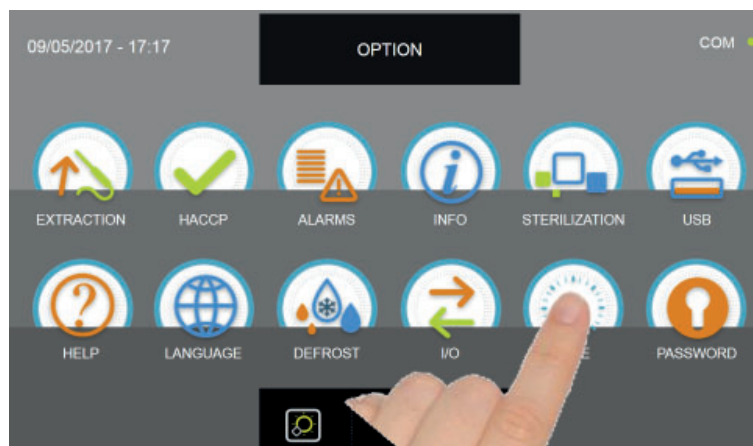 09/05/2017 - 17:17
OPTION
COM
EXTRACTION HACCP ALARMS INFO STERILIZATION USB
HELP LANGUAGE DEFROST I/O PASSWORD